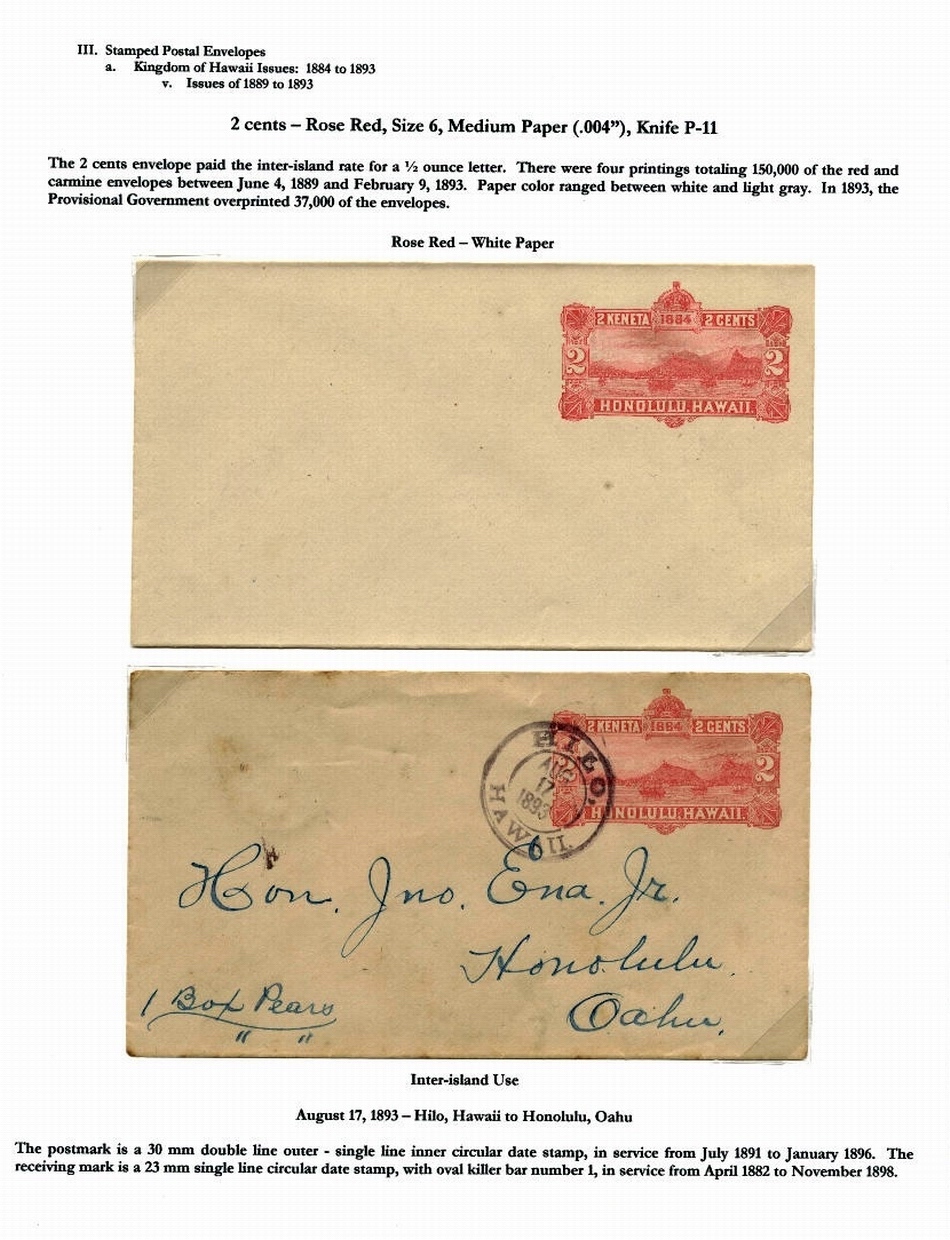 III. Stamped Postal Envelopes
a. Kingdom of Hawaii Issues: 1884 to 1893
v. Issues of 1889 to 1893
2 cents – Rose Red, Size 6, Medium Paper (.004”), Knife P-11
The 2 cents envelope paid the inter-island rate for a ½ ounce letter. There were four printings totaling 150,000 of the red and
carmine envelopes between June 4, 1889 and February 9, 1893. Paper color ranged between white and light gray. In 1893, the
Provisional Government overprinted 37,000 of the envelopes.
Rose Red – White Paper
2 KENETA 1884 2 CENTS
2 2
HONOLULU. HAWAII.
2 KENETA 1884 2 CENTS
2
HONOLULU. HAWAII.
HILO,
AUG
17
1893
HAWAII.
Hon. Jno. Ena. Jr.
Honolulu.
Oahu.
1 Box Pears
" "
Inter-island Use
August 17, 1893 – Hilo, Hawaii to Honolulu, Oahu
The postmark is a 30 mm double line outer - single line inner circular date stamp, in service from July 1891 to January 1896. The
receiving mark is a 23 mm single line circular date stamp, with oval killer bar number 1, in service from April 1882 to November 1898.